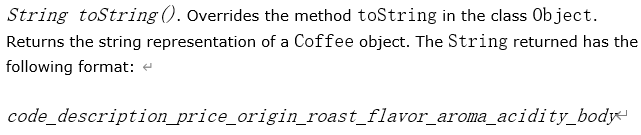 String toString(). Overrides the method toString in the class Object.
Returns the string representation of a Coffee object. The String returned has the
following format: ↵
code_description_price_origin_roast_flavor_aroma_acidity_body↵